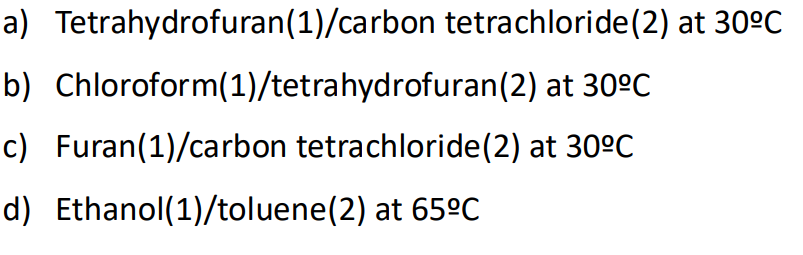 a) Tetrahydrofuran(1)/carbon tetrachloride(2) at 30ºC
b) Chloroform(1)/tetrahydrofuran(2) at 30ºC
c) Furan(1)/carbon tetrachloride(2) at 30ºC
d) Ethanol(1)/toluene(2) at 65ºC